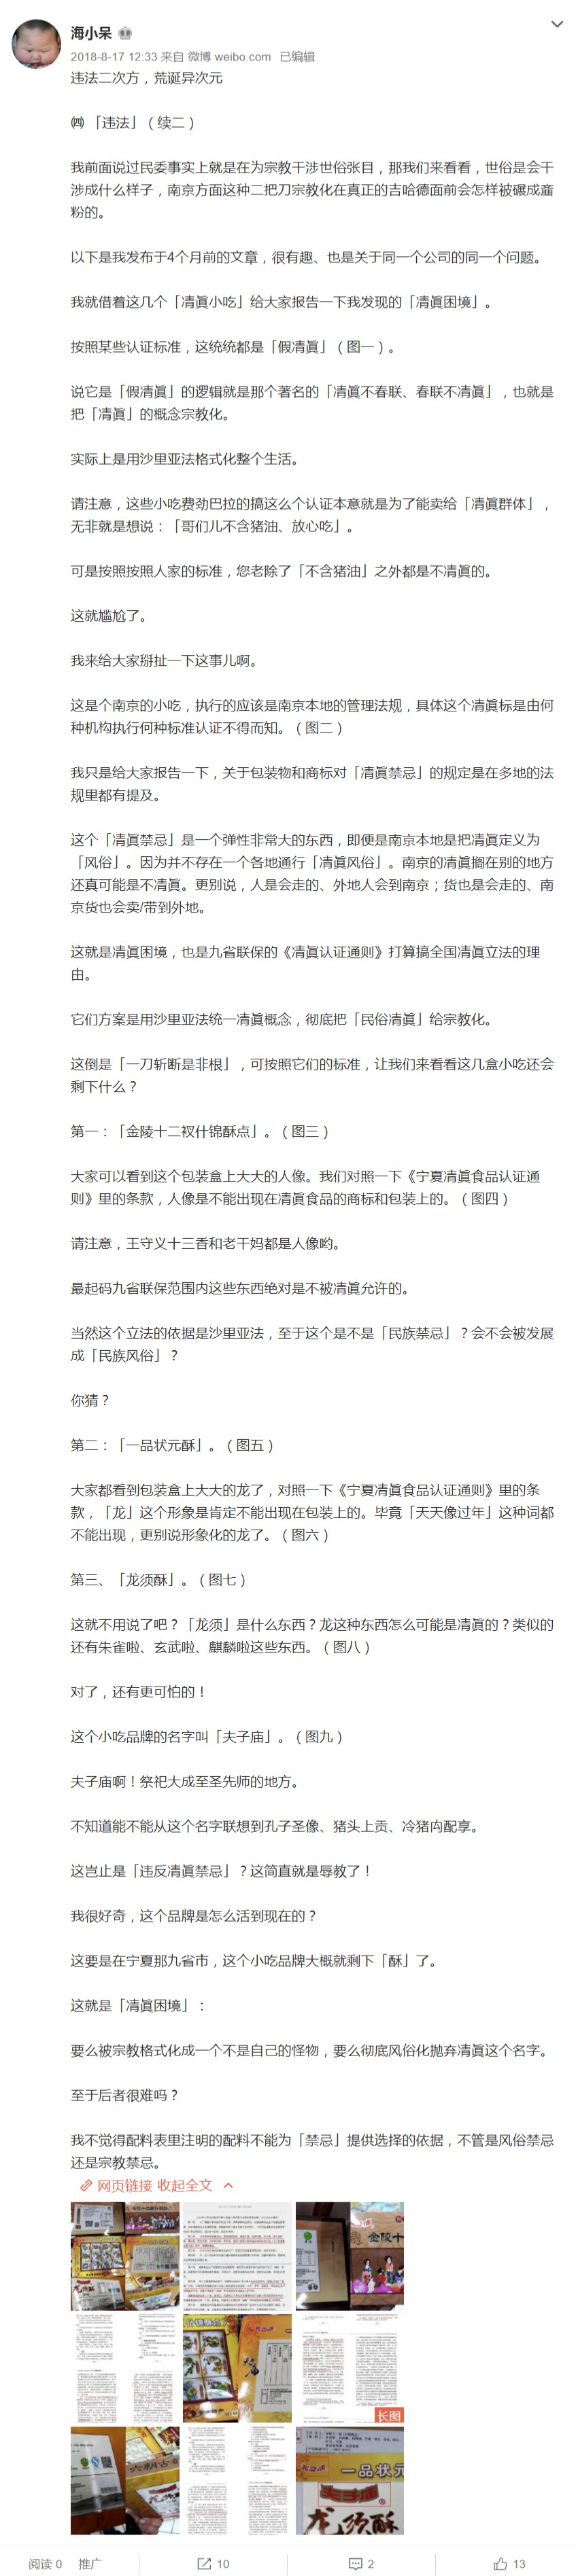 海小呆
2018-8-17 12:33 来自 微博 weibo.com 已编辑
违法二次方，荒诞异次元
㈣ 「违法」（续二）
我前面说过民委事实上就是在为宗教干涉世俗张目，那我们来看看，世俗是会干
涉成什么样子，南京方面这种二把刀宗教化在真正的吉哈德面前会怎样被碾成齑
粉的。
以下是我发布于4个月前的文章，很有趣、也是关于同一个公司的同一个问题。
我就借着这几个「清眞小吃」给大家报告一下我发现的「清眞困境」。
按照某些认证标准，这统统都是「假清眞」（图一）。
说它是「假清眞」的逻辑就是那个著名的「清眞不春联、春联不清眞」，也就是
把「清眞」的概念宗教化。
实际上是用沙里亚法格式化整个生活。
请注意，这些小吃费劲巴拉的搞这么个认证本意就是为了能卖给「清眞群体」，
无非就是想说：「哥们儿不含猪油、放心吃」。
可是按照按照人家的标准，您老除了「不含猪油」之外都是不清眞的。
这就尴尬了。
我来给大家掰扯一下这事儿啊。
这是个南京的小吃，执行的应该是南京本地的管理法规，具体这个清眞标是由何
种机构执行何种标准认证不得而知。（图二）
我只是给大家报告一下，关于包装物和商标对「清眞禁忌」的规定是在多地的法
规里都有提及。
这个「清眞禁忌」是一个弹性非常大的东西，即便是南京本地是把清眞定义为
「风俗」。因为并不存在一个各地通行「清眞风俗」。南京的清眞搁在别的地方
还真可能是不清眞。更别说，人是会走的、外地人会到南京；货也是会走的、南
京货也会卖/带到外地。
这就是清眞困境，也是九省联保的《清眞认证通则》打算搞全国清眞立法的理
由。
它们方案是用沙里亚法统一清眞概念，彻底把「民俗清眞」给宗教化。
这倒是「一刀斩断是非根」，可按照它们的标准，让我们来看看这几盒小吃还会
剩下什么？
第一：「金陵十二衩什锦酥点」。（图三）
大家可以看到这个包装盒上大大的人像。我们对照一下《宁夏清眞食品认证通
则》里的条款，人像是不能出现在清眞食品的商标和包装上的。（图四）
请注意，王守义十三香和老干妈都是人像哟。
最起码九省联保范围内这些东西绝对是不被清眞允许的。
当然这个立法的依据是沙里亚法，至于这个是不是「民族禁忌」？会不会被发展
成「民族风俗」？
你猜？
第二：「一品状元酥」。（图五）
大家都看到包装盒上大大的龙了，对照一下《宁夏清眞食品认证通则》里的条
款，「龙」这个形象是肯定不能出现在包装上的。毕竟「天天像过年」这种词都
不能出现，更别说形象化的龙了。（图六）
第三、「龙须酥」。（图七）
这就不用说了吧？「龙须」是什么东西？龙这种东西怎么可能是清眞的？类似的
还有朱雀啦、玄武啦、麒麟啦这些东西。（图八）
对了，还有更可怕的！
这个小吃品牌的名字叫「夫子庙」。（图九）
夫子庙啊！祭祀大成至圣先师的地方。
不知道能不能从这个名字联想到孔子圣像、猪头上贡、冷猪肉配享。
这岂止是「违反清眞禁忌」？这简直就是辱教了！
我很好奇，这个品牌是怎么活到现在的？
这要是在宁夏那九省市，这个小吃品牌大概就剩下「酥」了。
这就是「清眞困境」：
要么被宗教格式化成一个不是自己的怪物，要么彻底风俗化抛弃清眞这个名字。
至于后者很难吗？
我不觉得配料表里注明的配料不能为「禁忌」提供选择的依据，不管是风俗禁忌
还是宗教禁忌。
网页链接 收起全文
金陵十
长图
一品状元
龙须酥
阅读 0 推广 10 2 13